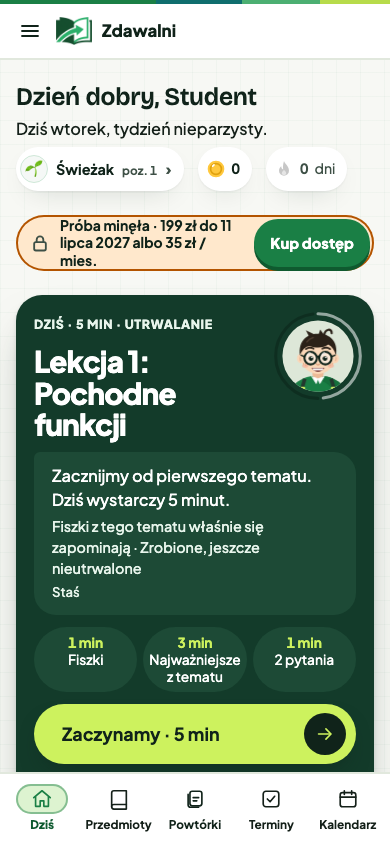 Zdawalni
Dzień dobry, Student
Dziś wtorek, tydzień nieparzysty.
Świeżak poz. 1 › 0 0 dni
Próba minęła · 199 zł do 11
lipca 2027 albo 35 zł /
mies.
Kup dostęp
DZIŚ · 5 MIN · UTRWALANIE
Lekcja 1:
Pochodne
funkcji
Zacznijmy od pierwszego tematu.
Dziś wystarczy 5 minut.
Fiszki z tego tematu właśnie się
zapominają · Zrobione, jeszcze
nieutrwalone
Staś
1 min
Fiszki
3 min
Najważniejsze
z tematu
1 min
2 pytania
Zaczynamy · 5 min
Dziś Przedmioty Powtórki Terminy Kalendarz